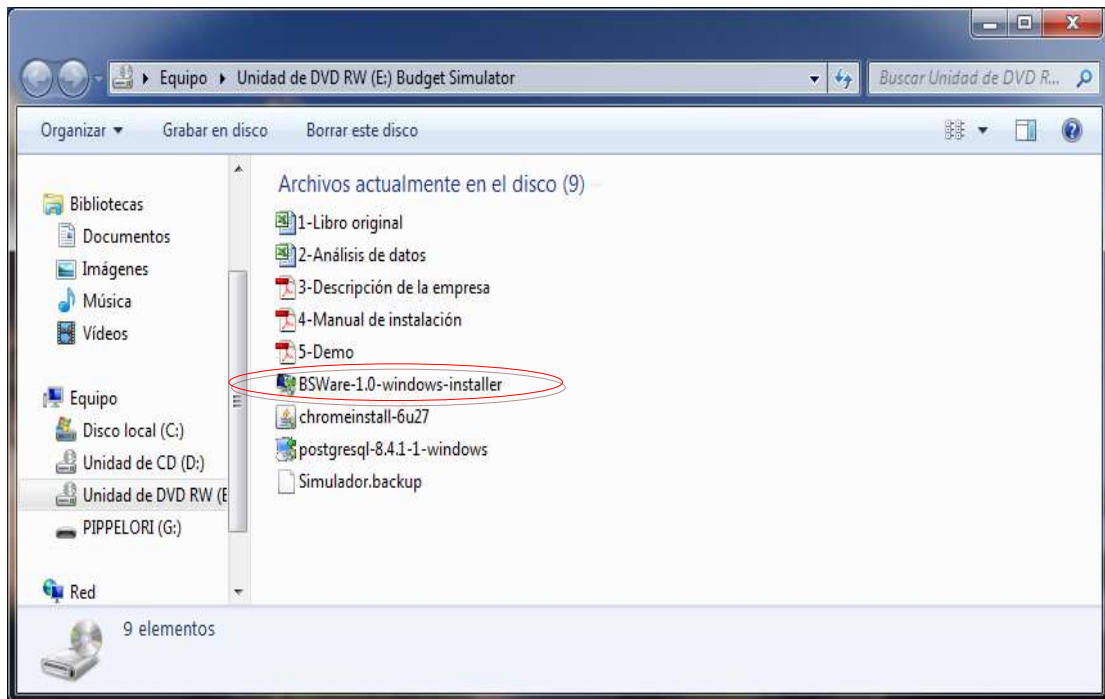 Equipo ▸ Unidad de DVD RW (E:) Budget Simulator
Buscar Unidad de DVD R...
Organizar Grabar en disco Borrar este disco
Bibliotecas
Documentos
Imágenes
Música
Vídeos
Equipo
Disco local (C:)
Unidad de CD (D:)
Unidad de DVD RW (E
PIPPELORI (G:)
Red
Archivos actualmente en el disco (9)
1-Libro original
2-Análisis de datos
3-Descripción de la empresa
4-Manual de instalación
5-Demo
BSWare-1.0-windows-installer
chromeinstall-6u27
postgresql-8.4.1-1-windows
Simulador.backup
9 elementos